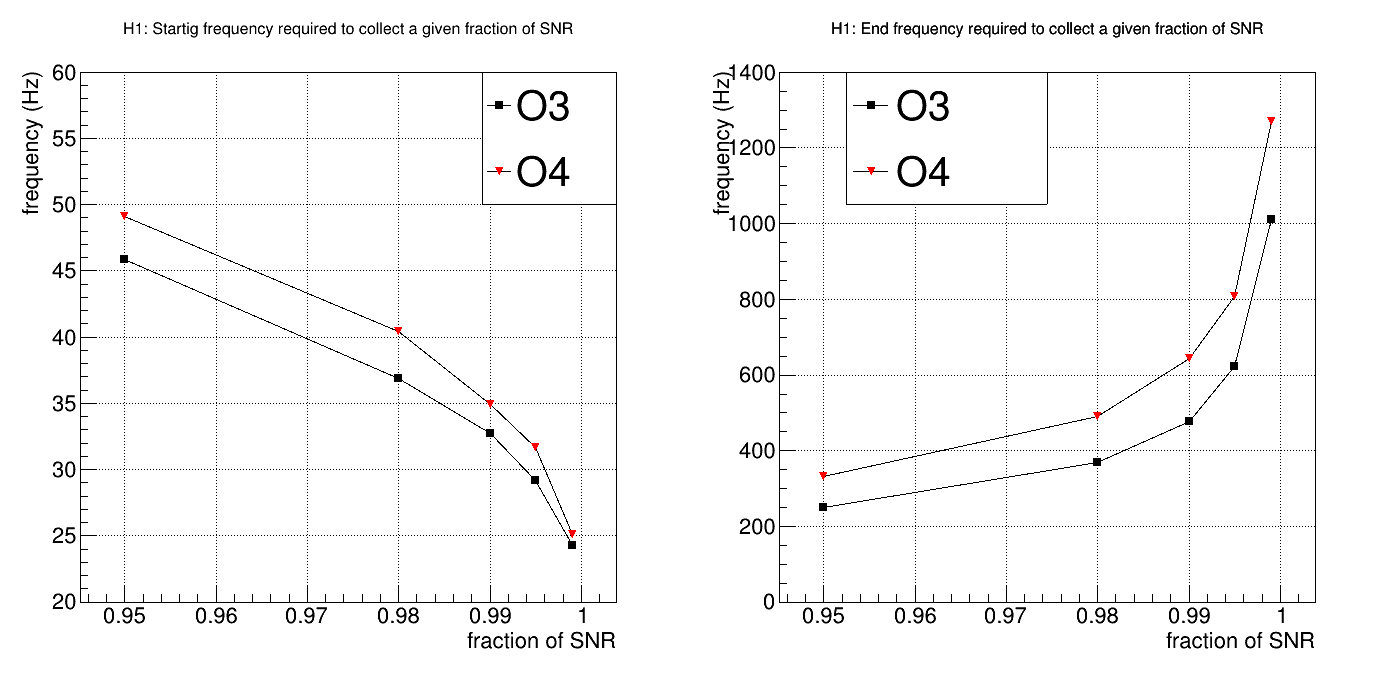 H1: Startig frequency required to collect a given fraction of SNR
frequency (Hz)
60
55
50
45
40
35
30
25
20
O3
O4
0.95 0.96 0.97 0.98 0.99 1
fraction of SNR
H1: End frequency required to collect a given fraction of SNR
frequency (Hz)
1400
1200
1000
800
600
400
200
0
O3
O4
0.95 0.96 0.97 0.98 0.99 1
fraction of SNR